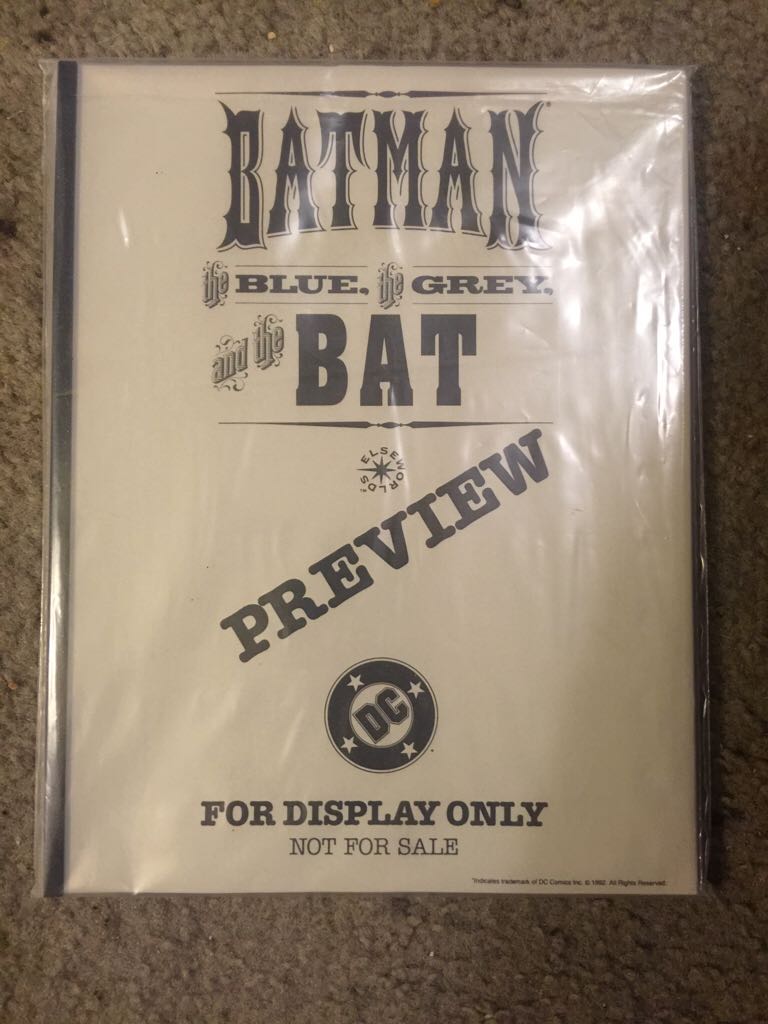 BATMAN®
the BLUE, the GREY,
and the BAT
ELSEWORLDS™
PREVIEW
DC
FOR DISPLAY ONLY
NOT FOR SALE
*Indicates trademark of DC Comics Inc. © 1992. All Rights Reserved.